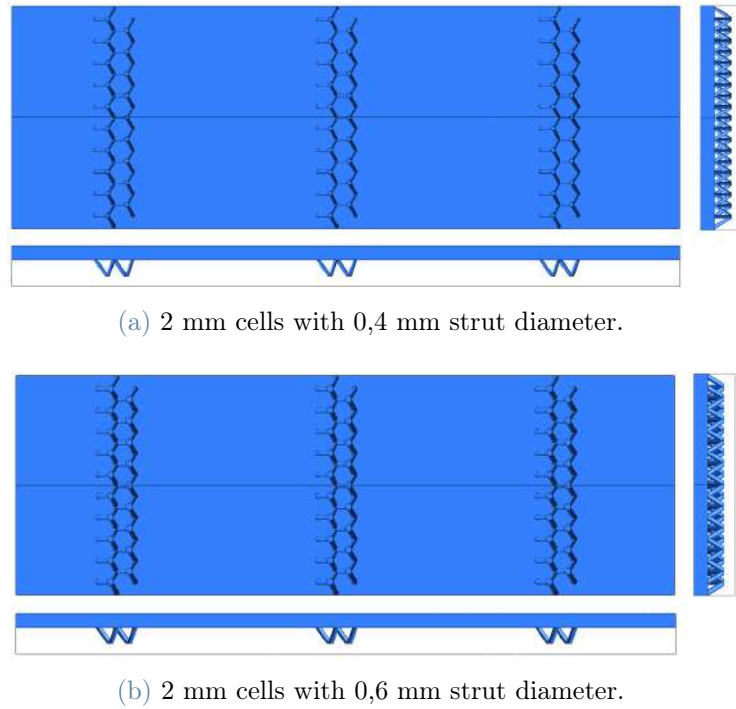 (a) 2 mm cells with 0,4 mm strut diameter.
(b) 2 mm cells with 0,6 mm strut diameter.